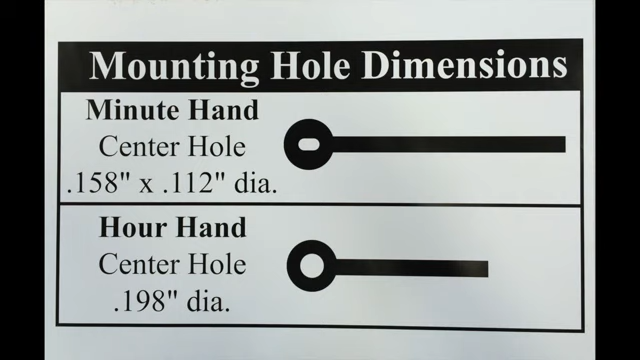 Mounting Hole Dimensions
Minute Hand
Center Hole
.158" x .112" dia.
Hour Hand
Center Hole
.198" dia.